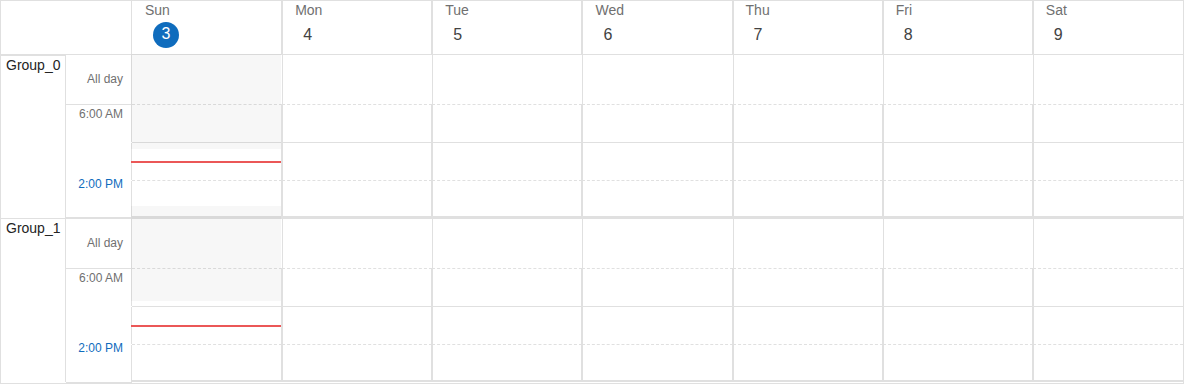 Sun Mon Tue Wed Thu Fri Sat
3 4 5 6 7 8 9
Group_0
All day
6:00 AM
2:00 PM
Group_1
All day
6:00 AM
2:00 PM